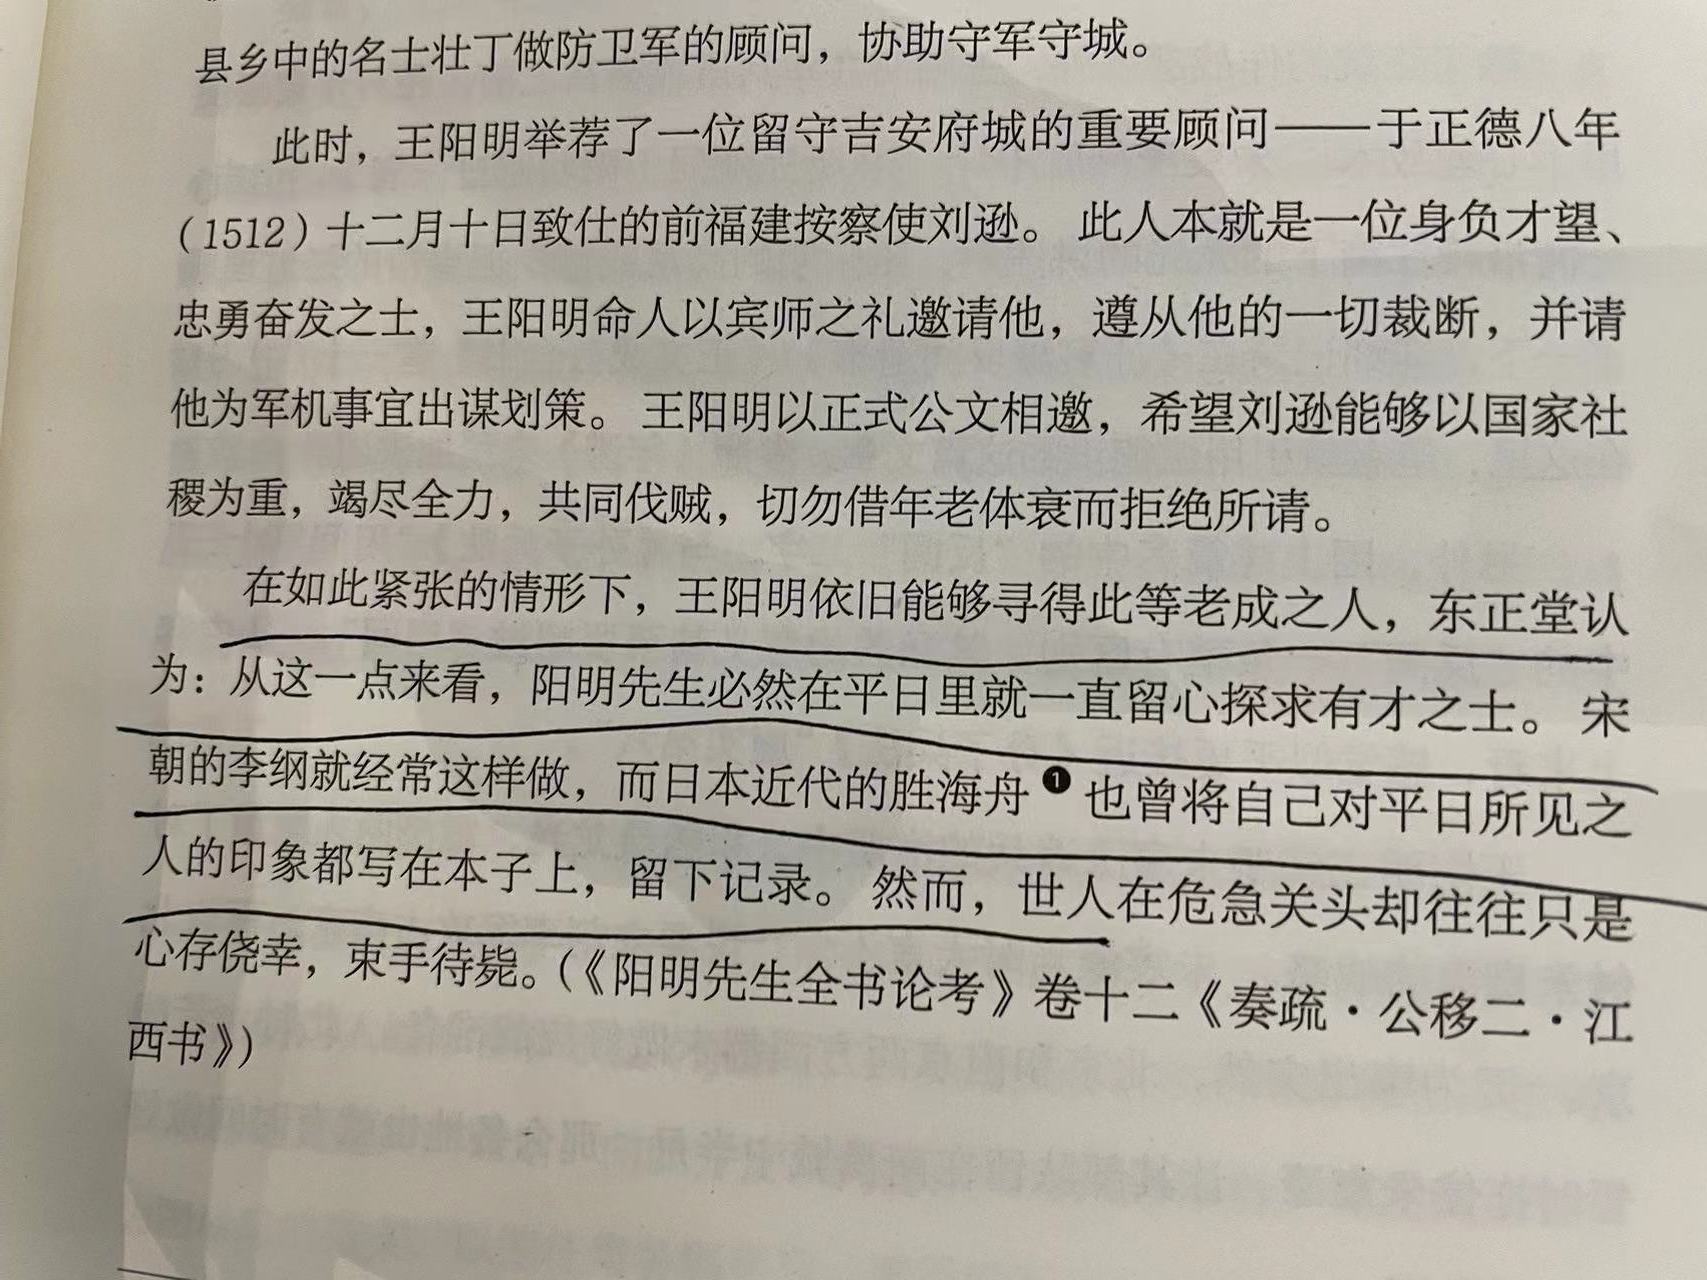 县乡中的名士壮丁做防卫军的顾问，协助守军守城。
此时，王阳明举荐了一位留守吉安府城的重要顾问——于正德八年
（1512）十二月十日致仕的前福建按察使刘逊。此人本就是一位身负才望、
忠勇奋发之士，王阳明命人以宾师之礼邀请他，遵从他的一切裁断，并请
他为军机事宜出谋划策。王阳明以正式公文相邀，希望刘逊能够以国家社
稷为重，竭尽全力，共同伐贼，切勿借年老体衰而拒绝所请。
在如此紧张的情形下，王阳明依旧能够寻得此等老成之人，东正堂认
为：从这一点来看，阳明先生必然在平日里就一直留心探求有才之士。宋
朝的李纲就经常这样做，而日本近代的胜海舟❶也曾将自己对平日所见之
人的印象都写在本子上，留下记录。然而，世人在危急关头却往往只是
心存侥幸，束手待毙。（《阳明先生全书论考》卷十二《奏疏·公移二·江
西书》）